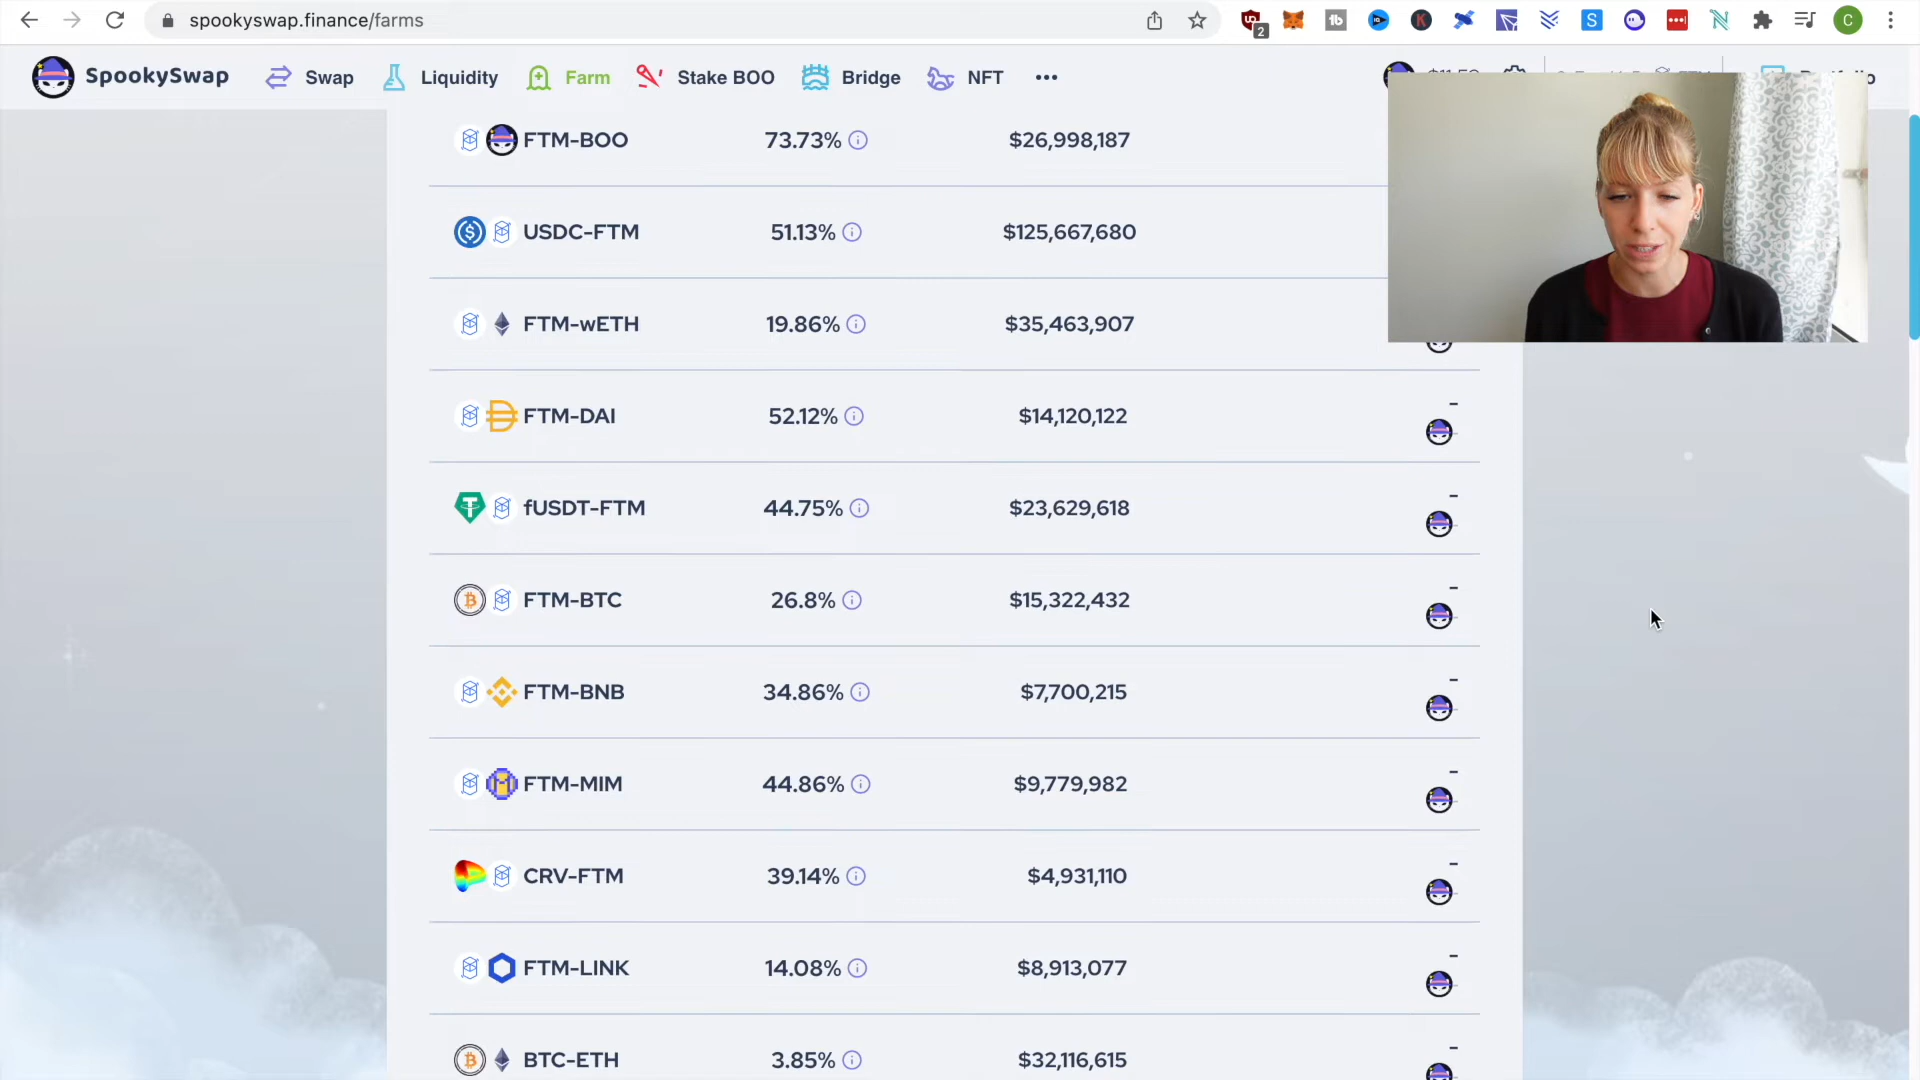 spookyswap.finance/farms
2
C
SpookySwap Swap Liquidity Farm Stake BOO Bridge NFT •••
FTM-BOO 73.73% $26,998,187
USDC-FTM 51.13% $125,667,680
FTM-wETH 19.86% $35,463,907
FTM-DAI 52.12% $14,120,122 -
fUSDT-FTM 44.75% $23,629,618 -
FTM-BTC 26.8% $15,322,432 -
FTM-BNB 34.86% $7,700,215 -
FTM-MIM 44.86% $9,779,982 -
CRV-FTM 39.14% $4,931,110 -
FTM-LINK 14.08% $8,913,077 -
BTC-ETH 3.85% $32,116,615 -